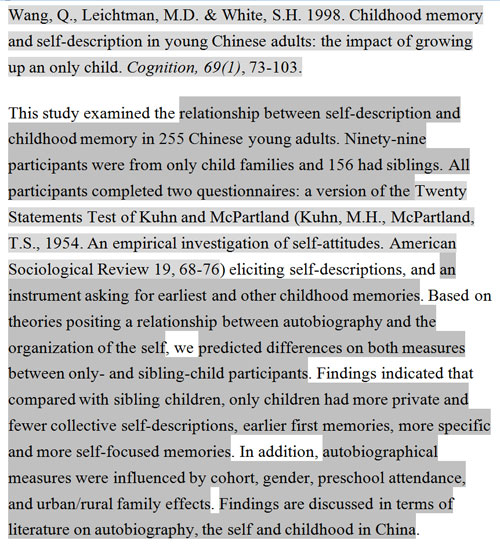 Wang, Q., Leichtman, M.D. & White, S.H. 1998. Childhood memory
and self-description in young Chinese adults: the impact of growing
up an only child. Cognition, 69(1), 73-103.
This study examined the relationship between self-description and
childhood memory in 255 Chinese young adults. Ninety-nine
participants were from only child families and 156 had siblings. All
participants completed two questionnaires: a version of the Twenty
Statements Test of Kuhn and McPartland (Kuhn, M.H., McPartland,
T.S., 1954. An empirical investigation of self-attitudes. American
Sociological Review 19, 68-76) eliciting self-descriptions, and an
instrument asking for earliest and other childhood memories. Based on
theories positing a relationship between autobiography and the
organization of the self, we predicted differences on both measures
between only- and sibling-child participants. Findings indicated that
compared with sibling children, only children had more private and
fewer collective self-descriptions, earlier first memories, more specific
and more self-focused memories. In addition, autobiographical
measures were influenced by cohort, gender, preschool attendance,
and urban/rural family effects. Findings are discussed in terms of
literature on autobiography, the self and childhood in China.